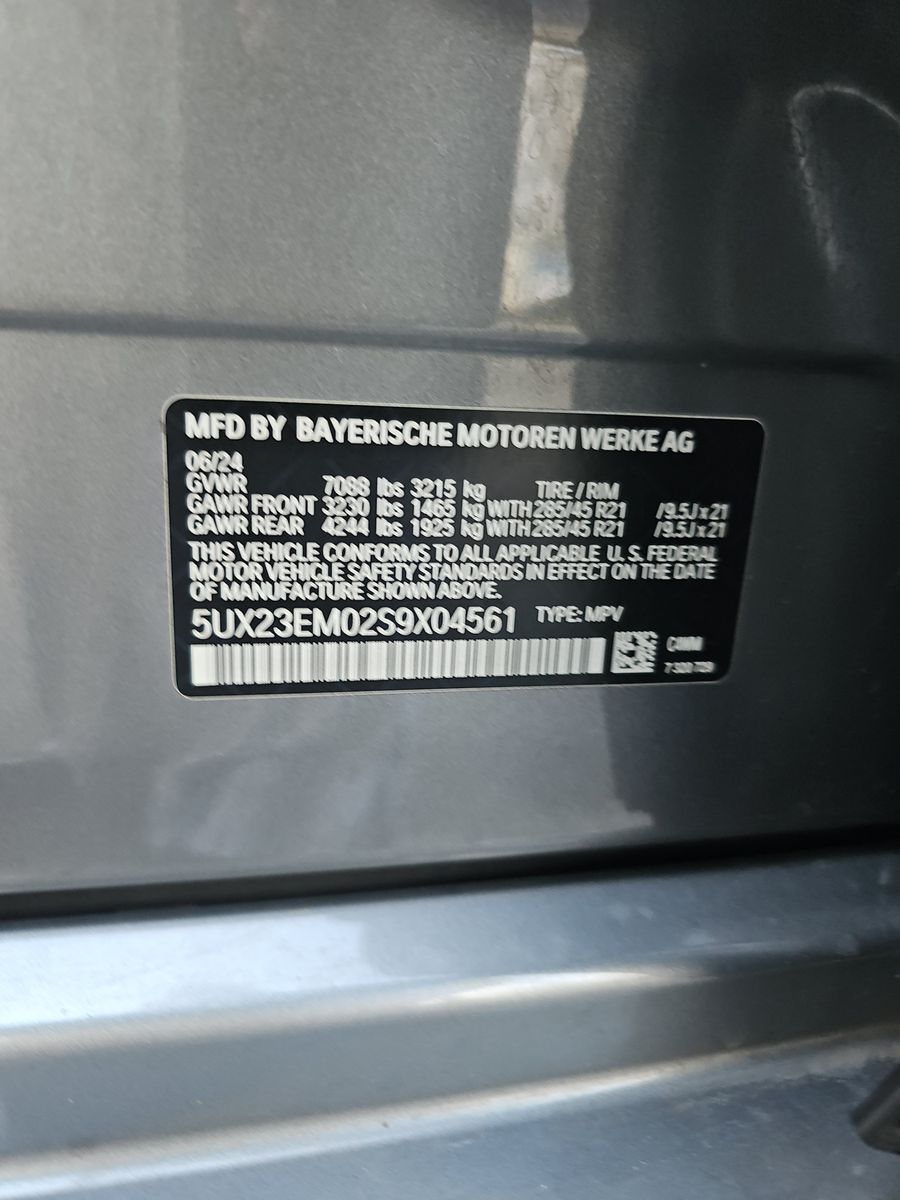 MFD BY BAYERISCHE MOTOREN WERKE AG
06/24
GVWR 7088 lbs 3215 kg TIRE / RIM
GAWR FRONT 3230 lbs 1465 kg WITH 285/45 R21 /9.5J x 21
GAWR REAR 4244 lbs 1925 kg WITH 285/45 R21 /9.5J x 21
THIS VEHICLE CONFORMS TO ALL APPLICABLE U.S. FEDERAL
MOTOR VEHICLE SAFETY STANDARDS IN EFFECT ON THE DATE
OF MANUFACTURE SHOWN ABOVE.
5UX23EM02S9X04561 TYPE: MPV